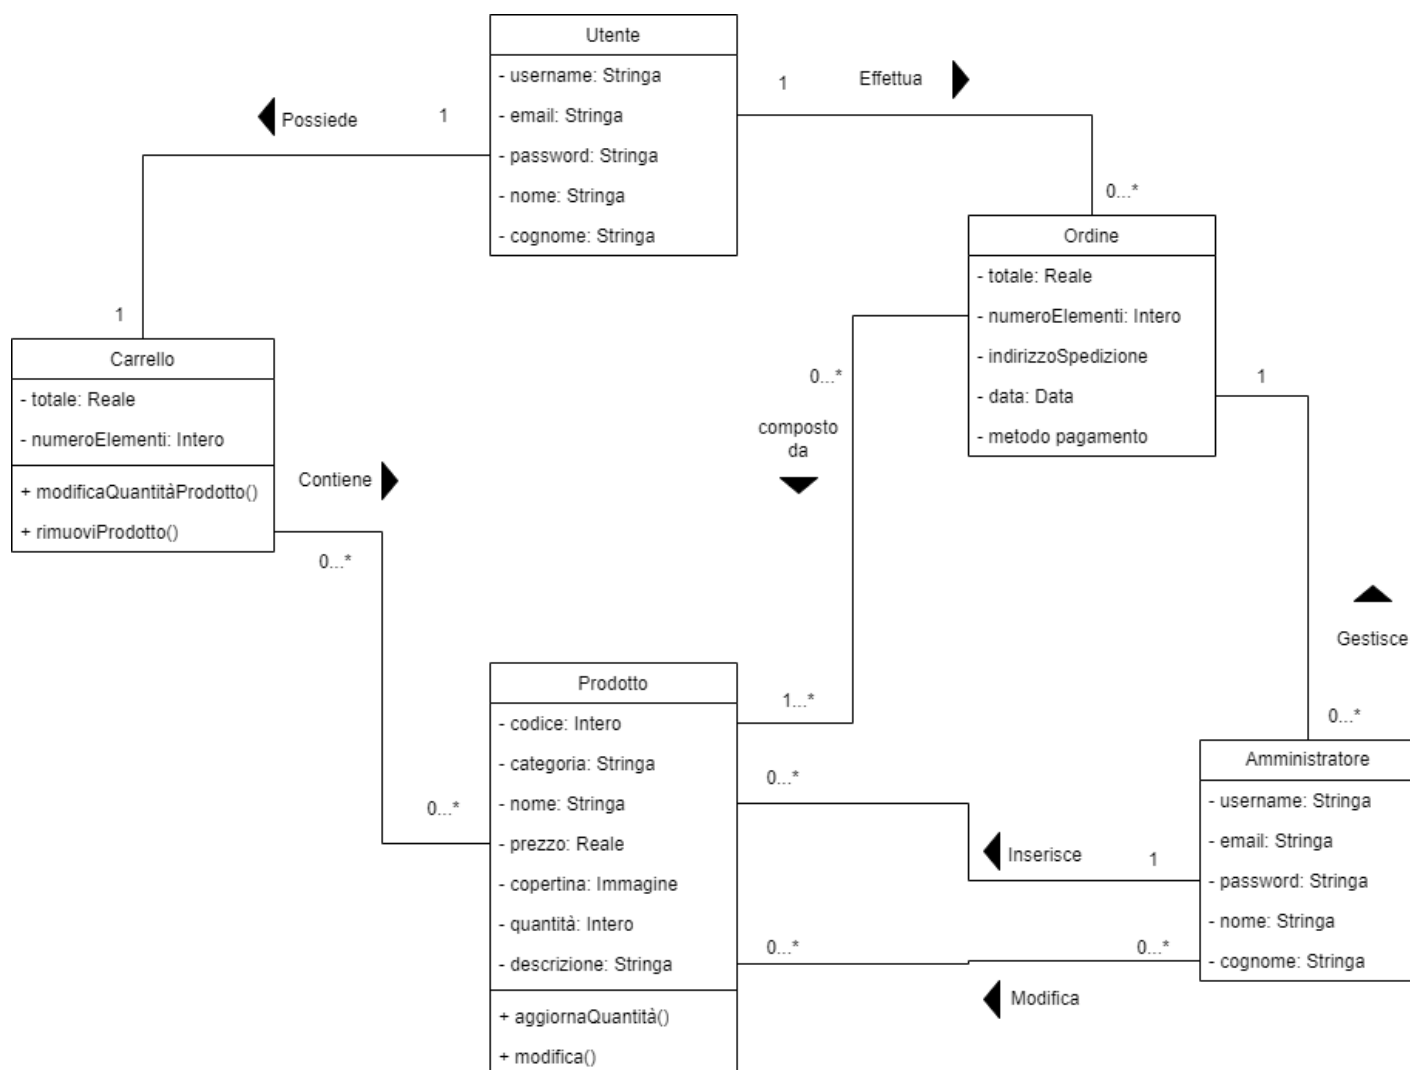 Utente
- username: Stringa
- email: Stringa
- password: Stringa
- nome: Stringa
- cognome: Stringa
Possiede
1
1
Effettua
1
0...*
Carrello
- totale: Reale
- numeroElementi: Intero
+ modificaQuantitàProdotto()
+ rimuoviProdotto()
Contiene
0...*
0...*
Ordine
- totale: Reale
- numeroElementi: Intero
- indirizzoSpedizione
- data: Data
- metodo pagamento
0...*
composto
da
1...*
1
Gestisce
0...*
Prodotto
- codice: Intero
- categoria: Stringa
- nome: Stringa
- prezzo: Reale
- copertina: Immagine
- quantità: Intero
- descrizione: Stringa
+ aggiornaQuantità()
+ modifica()
0...*
Inserisce
1
0...*
0...*
Modifica
Amministratore
- username: Stringa
- email: Stringa
- password: Stringa
- nome: Stringa
- cognome: Stringa